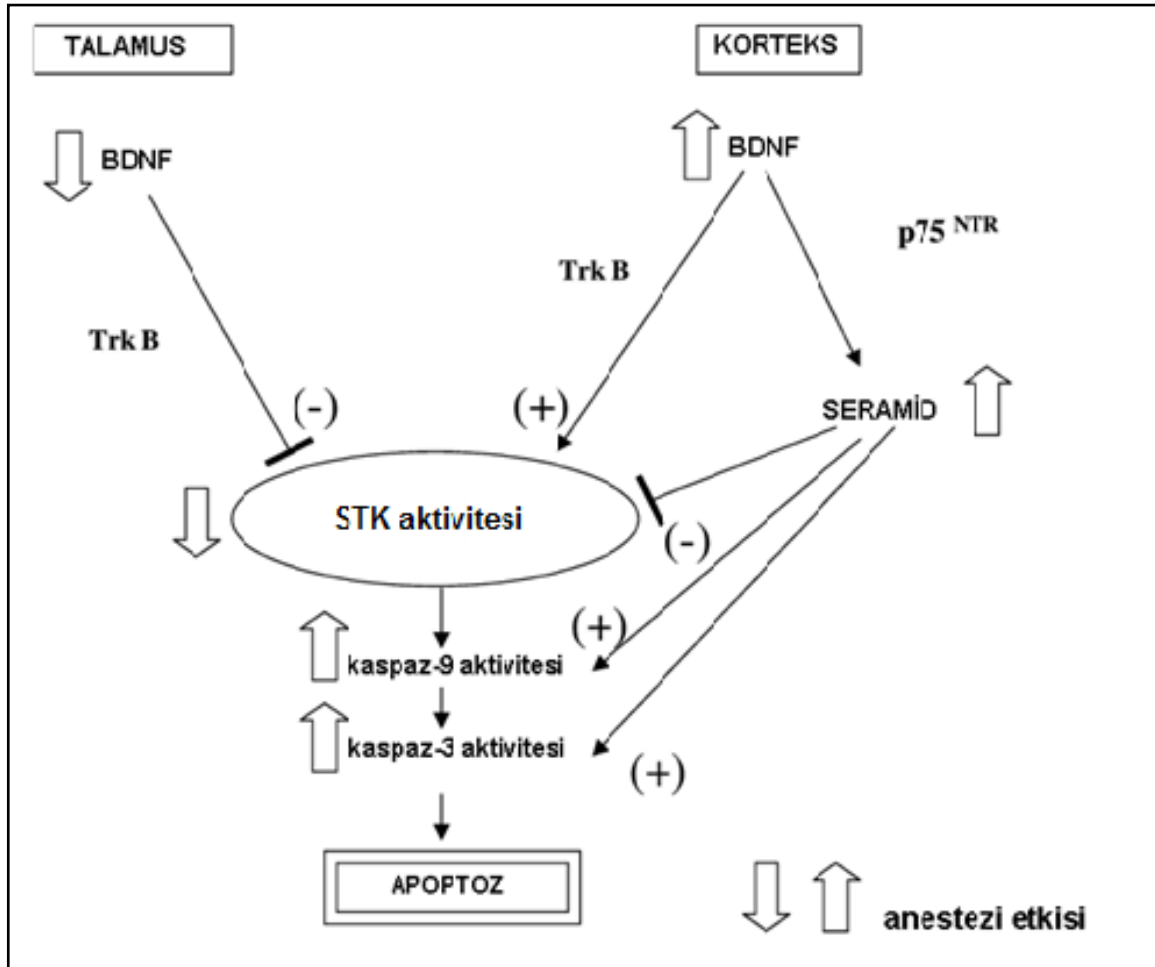 TALAMUS
KORTEKS
BDNF
BDNF
p75 NTR
Trk B
Trk B
(-)
(+)
SERAMİD
STK aktivitesi
(-)
(+)
kaspaz-9 aktivitesi
kaspaz-3 aktivitesi
(+)
APOPTOZ
anestezi etkisi